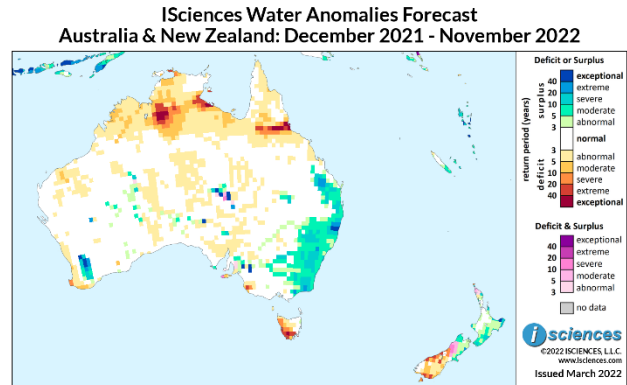 ISciences Water Anomalies Forecast
Australia & New Zealand: December 2021 - November 2022
Deficit or Surplus
return period (years)
surplus
deficit
exceptional
40
extreme
20
severe
10
moderate
5
abnormal
3
normal
3
abnormal
5
moderate
10
severe
20
extreme
40
exceptional
Deficit & Surplus
exceptional
40
extreme
20
severe
10
moderate
5
abnormal
3
no data
isciences
©2022 ISCIENCES, L.L.C.
www.isciences.com
Issued March 2022